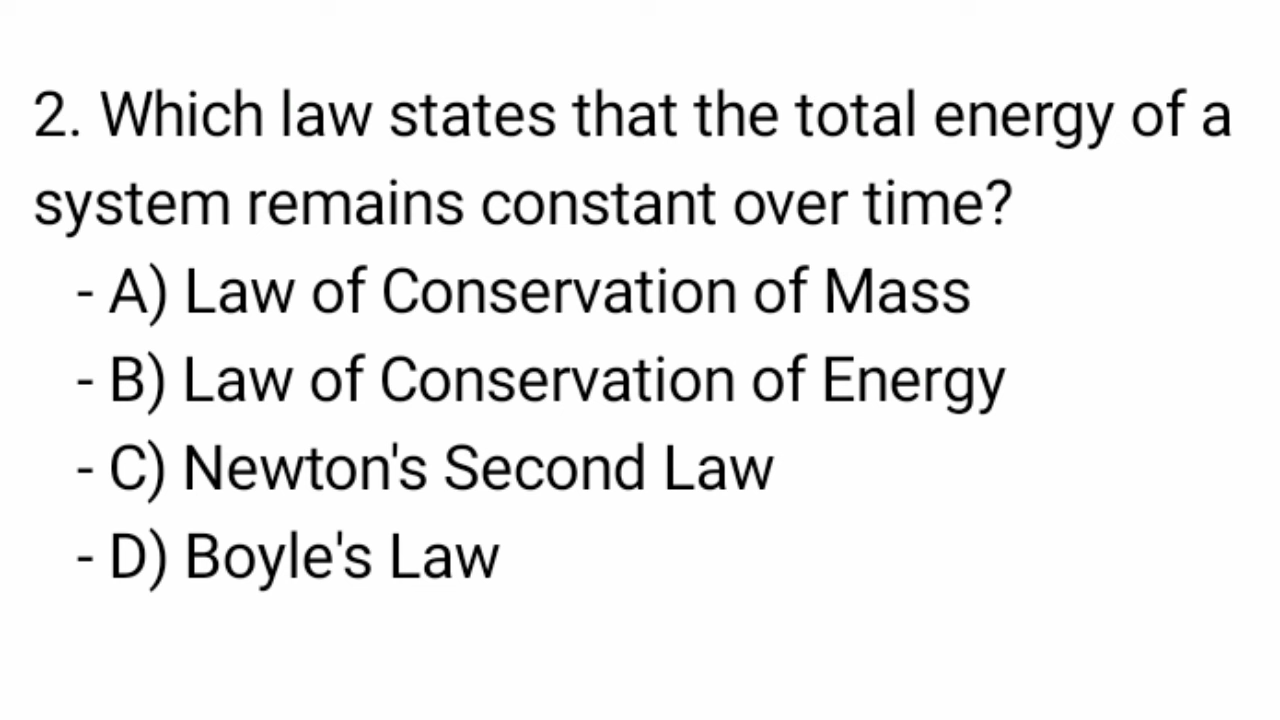 2. Which law states that the total energy of a
system remains constant over time?
- A) Law of Conservation of Mass
- B) Law of Conservation of Energy
- C) Newton's Second Law
- D) Boyle's Law